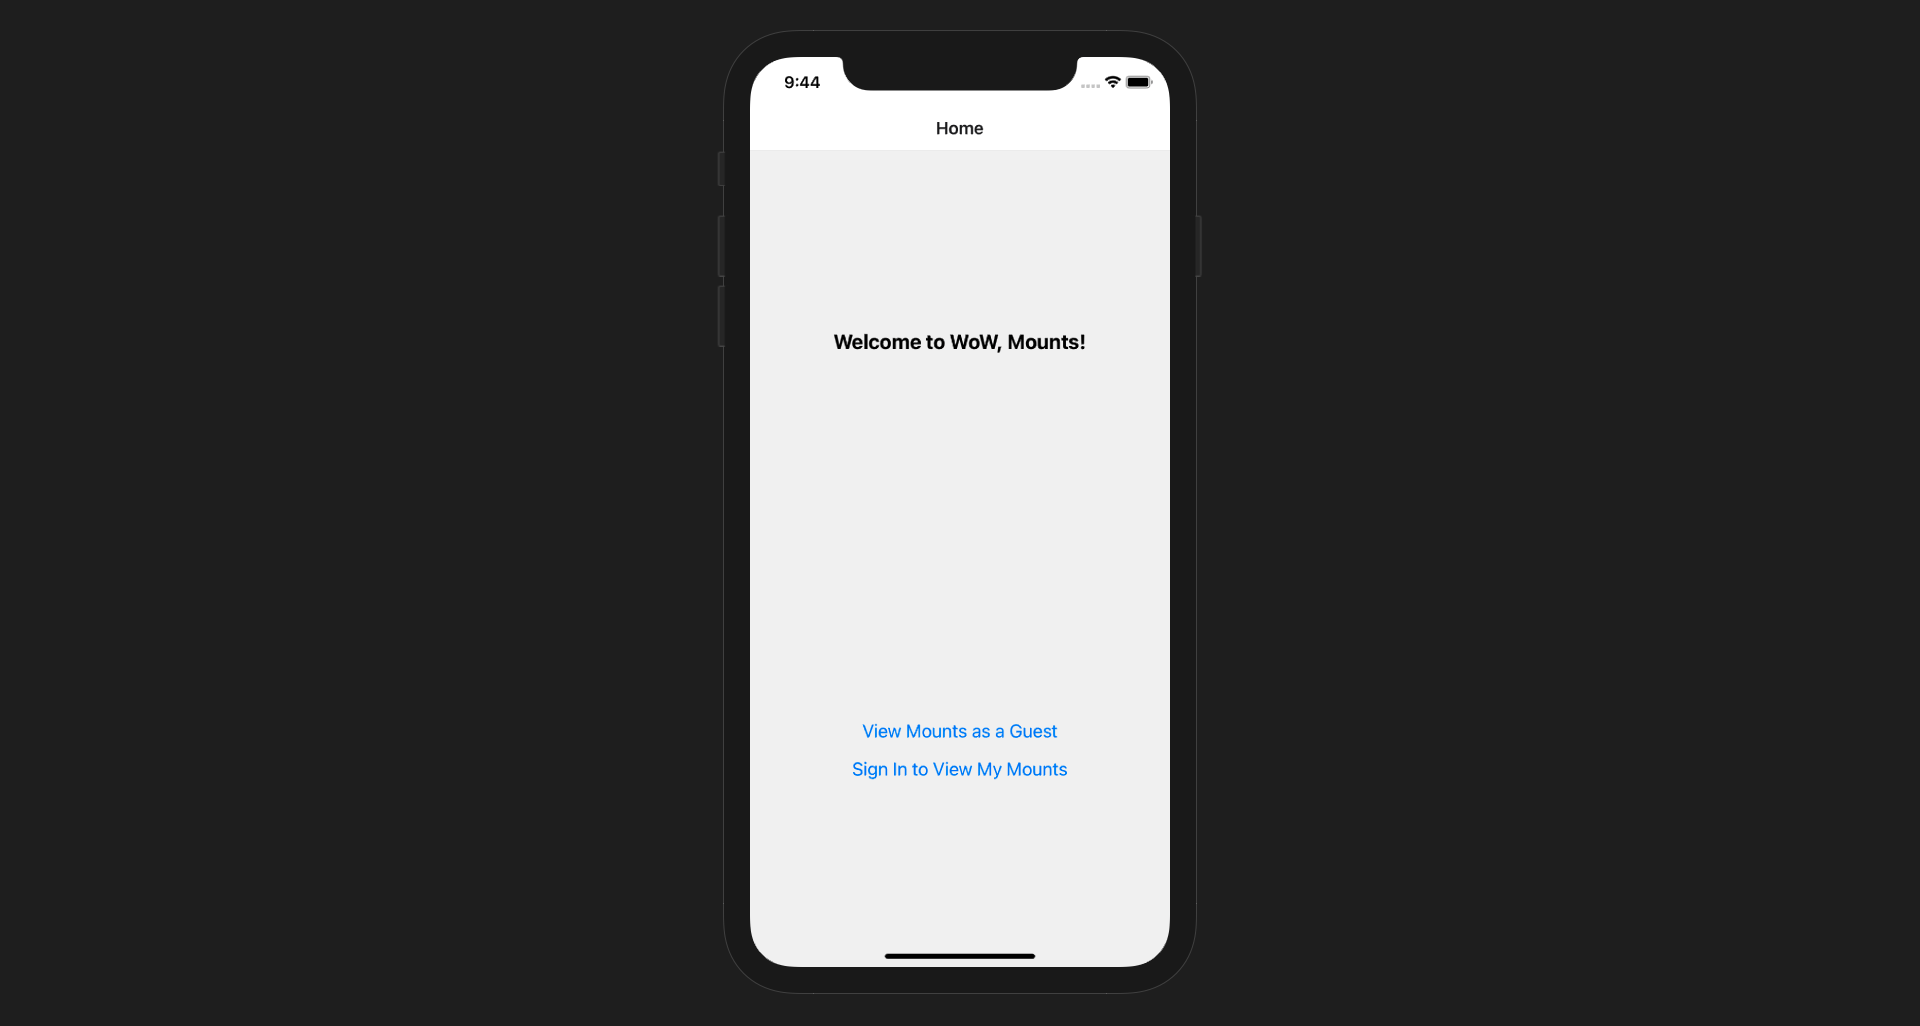 9:44
Home
Welcome to WoW, Mounts!
View Mounts as a Guest
Sign In to View My Mounts